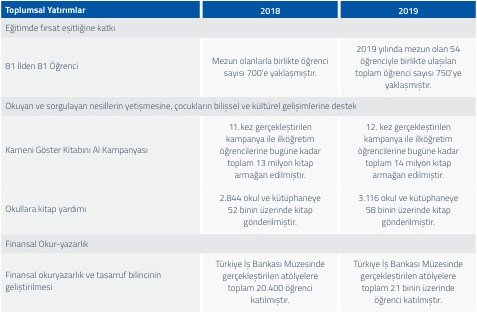 Toplumsal Yatırımlar 2018 2019
Eğitimde fırsat eşitliğine katkı
81 İlden 81 Öğrenci
Mezun olanlarla birlikte öğrenci
sayısı 700’e yaklaşmıştır.
2019 yılında mezun olan 54
öğrenciyle birlikte ulaşılan
toplam öğrenci sayısı 750’ye
yaklaşmıştır.
Okuyan ve sorgulayan nesillerin yetişmesine, çocukların bilişsel ve kültürel gelişimlerine destek
Karneni Göster Kitabını Al Kampanyası
11. kez gerçekleştirilen
kampanya ile ilköğretim
öğrencilerine bugüne kadar
toplam 13 milyon kitap
armağan edilmiştir.
12. kez gerçekleştirilen
kampanya ile ilköğretim
öğrencilerine bugüne kadar
toplam 14 milyon kitap
armağan edilmiştir.
Okullara kitap yardımı
2.844 okul ve kütüphaneye
52 binin üzerinde kitap
gönderilmiştir.
3.116 okul ve kütüphaneye
58 binin üzerinde kitap
gönderilmiştir.
Finansal Okur-yazarlık
Finansal okuryazarlık ve tasarruf bilincinin
geliştirilmesi
Türkiye İş Bankası Müzesinde
gerçekleştirilen atölyelere
toplam 20.400 öğrenci
katılmıştır.
Türkiye İş Bankası Müzesinde
gerçekleştirilen atölyelere
toplam 21 binin üzerinde
öğrenci katılmıştır.